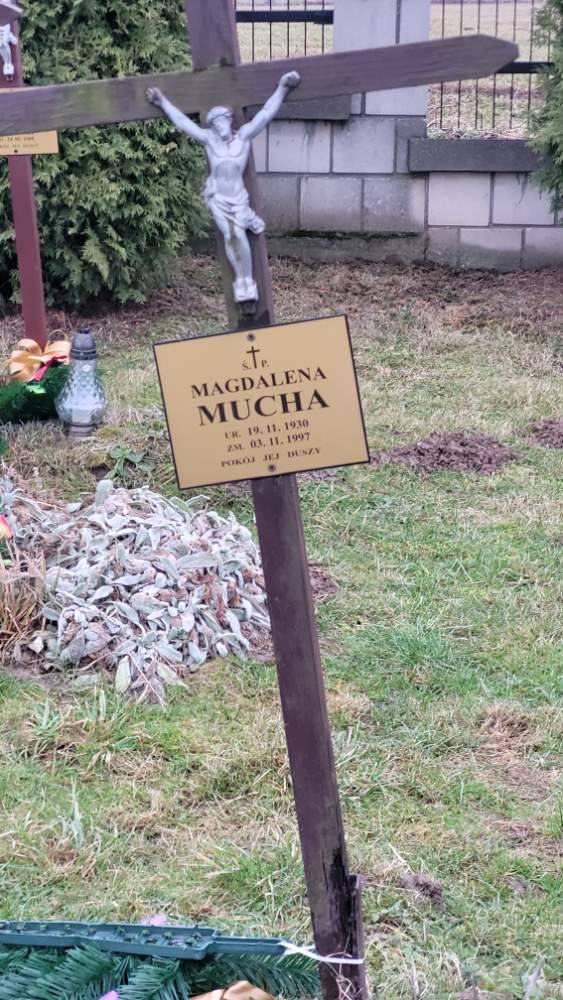 Ś. P.
MAGDALENA
MUCHA
UR. 19. 11. 1930
ZM. 03. 11. 1997
POKÓJ JEJ DUSZY